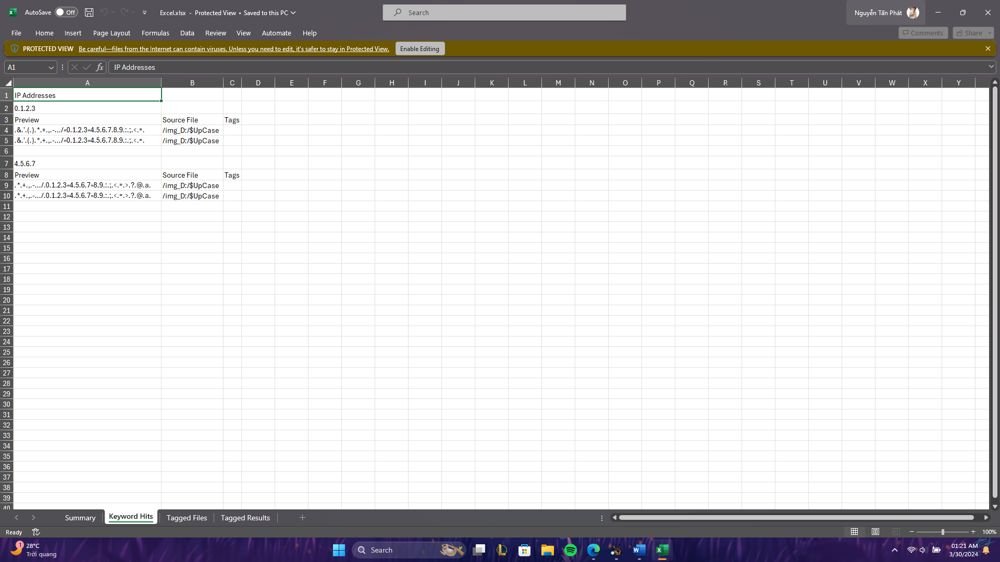 AutoSave Off Excel.xlsx - Protected View • Saved to this PC Search Nguyễn Tấn Phát
File Home Insert Page Layout Formulas Data Review View Automate Help Comments Share
PROTECTED VIEW Be careful—files from the Internet can contain viruses. Unless you need to edit, it's safer to stay in Protected View. Enable Editing
A1 fx IP Addresses
A B C D E F G H I J K L M N O P Q R S T U V W X Y
1 IP Addresses
2 0.1.2.3
3 Preview Source File Tags
4 .&.'.(.).*.+.,.-.../«0.1.2.3«4.5.6.7.8.9.:.;.<.=. /img_D:/$UpCase
5 .&.'.(.).*.+.,.-.../«0.1.2.3«4.5.6.7.8.9.:.;.<.=. /img_D:/$UpCase
6
7 4.5.6.7
8 Preview Source File Tags
9 .*.+.,.-.../.0.1.2.3«4.5.6.7«8.9.:.;.<.=.>.?.@.a. /img_D:/$UpCase
10 .*.+.,.-.../.0.1.2.3«4.5.6.7«8.9.:.;.<.=.>.?.@.a. /img_D:/$UpCase
11
12
13
14
15
16
17
18
19
20
21
22
23
24
25
26
27
28
29
30
31
32
33
34
35
36
37
38
39
40
Summary Keyword Hits Tagged Files Tagged Results
Ready 100%
1 28°C Search 01:21 AM
Trời quang 3/30/2024